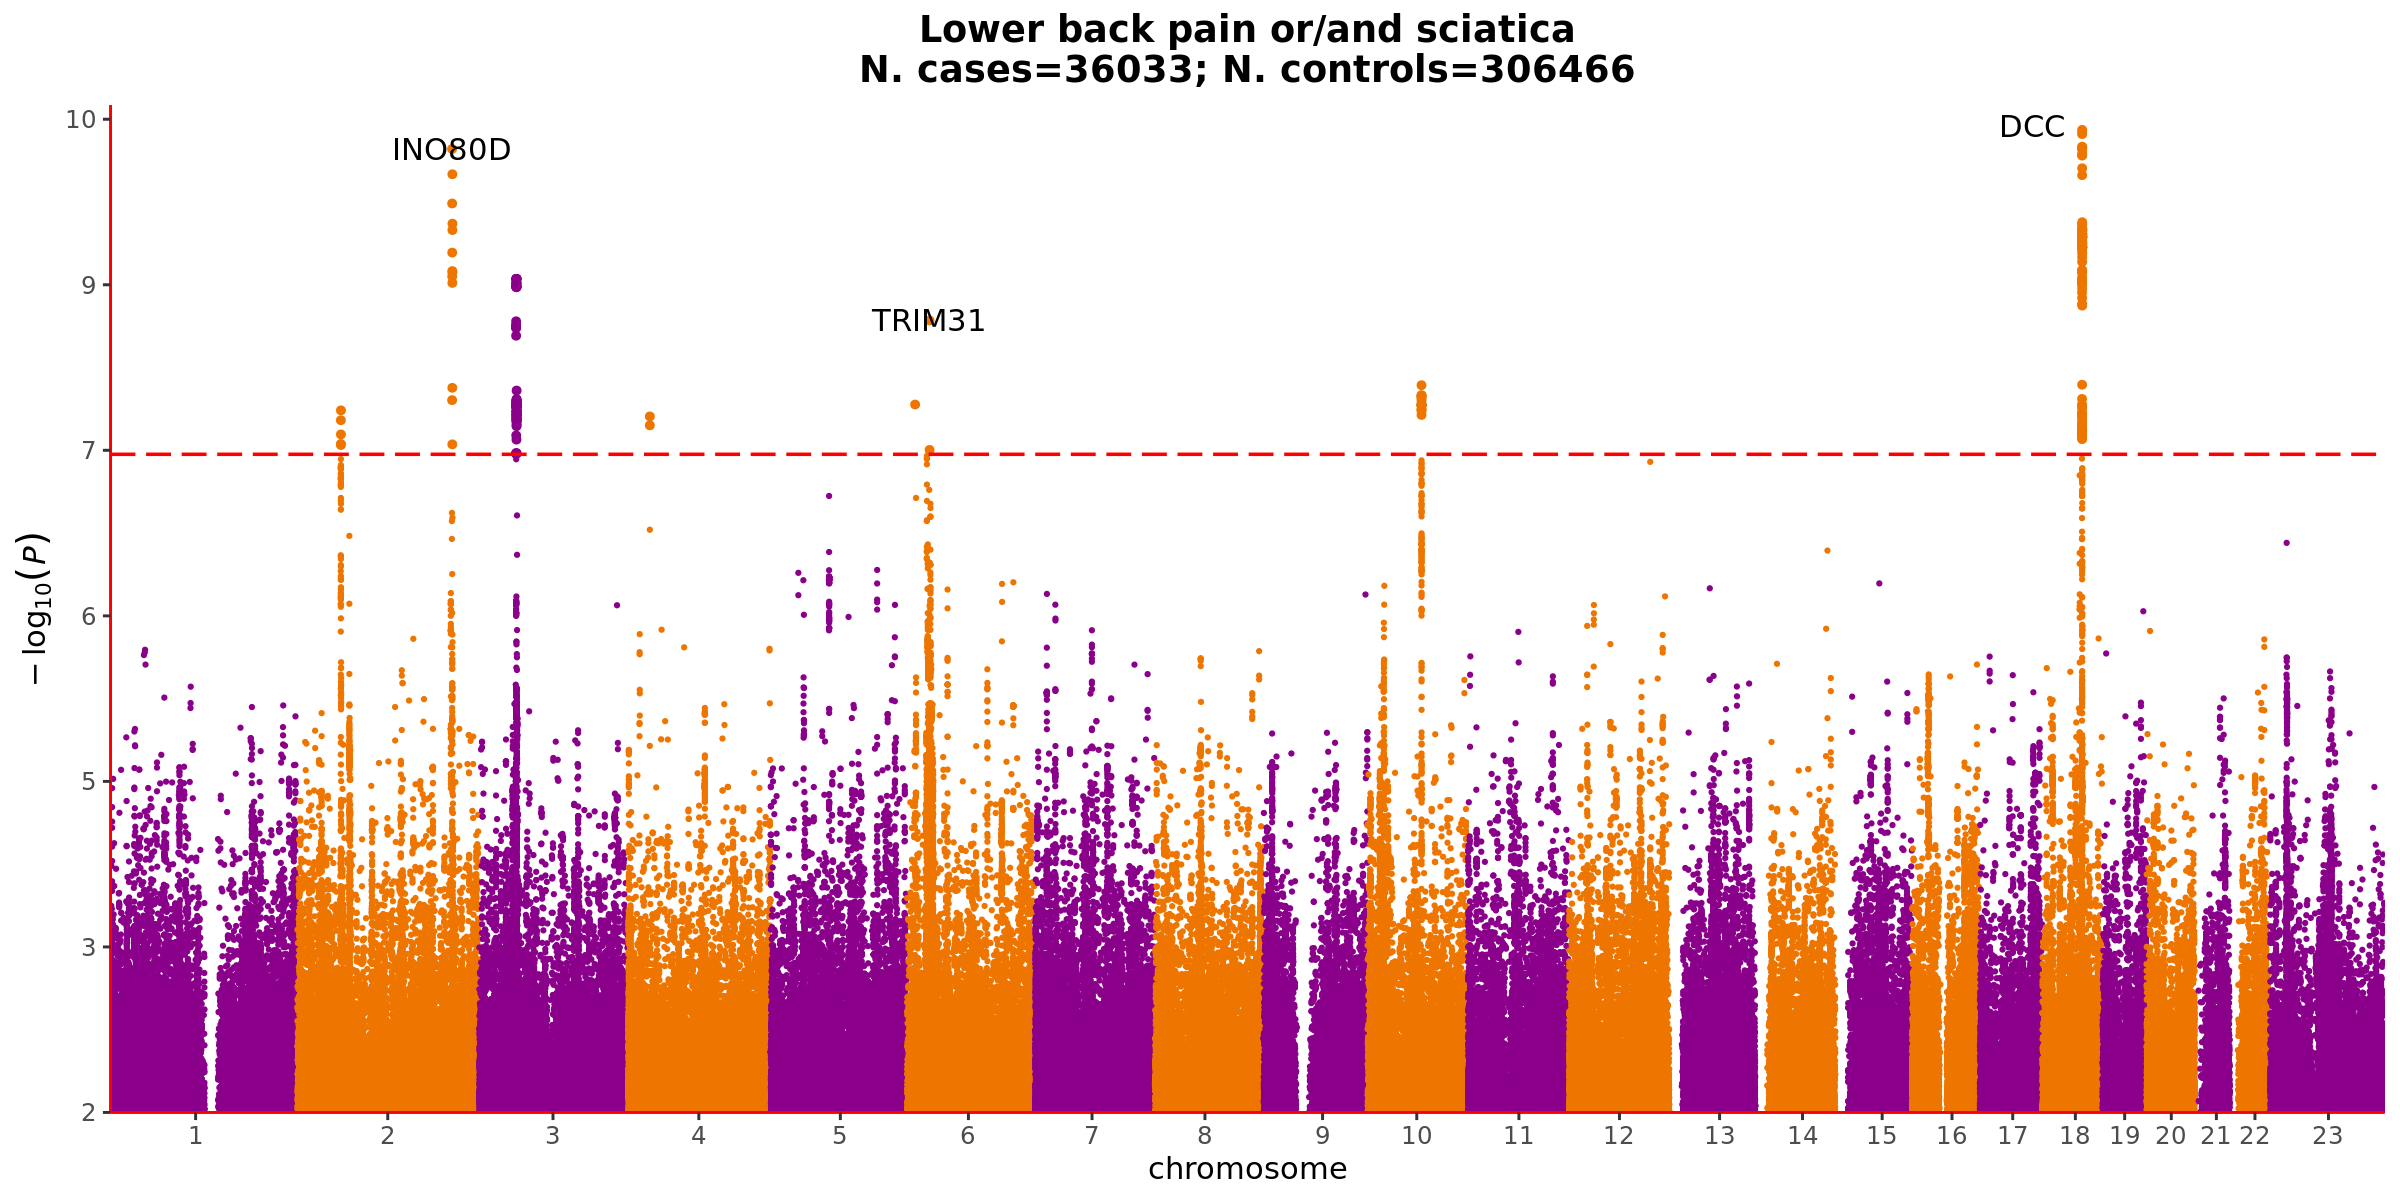 Lower back pain or/and sciatica
N. cases=36033; N. controls=306466
10
9
7
6
5
3
2
− log10(P)
INO80D
TRIM31
DCC
1 2 3 4 5 6 7 8 9 10 11 12 13 14 15 16 17 18 19 20 21 22 23
chromosome